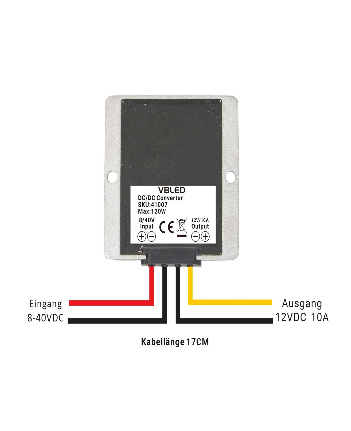 VBLED
DC/DC Converter
SKU:41007
Max:120W
8/40V 12V/10A
Input CE Output
Eingang Ausgang
8-40VDC 12VDC 10A
Kabellänge 17CM